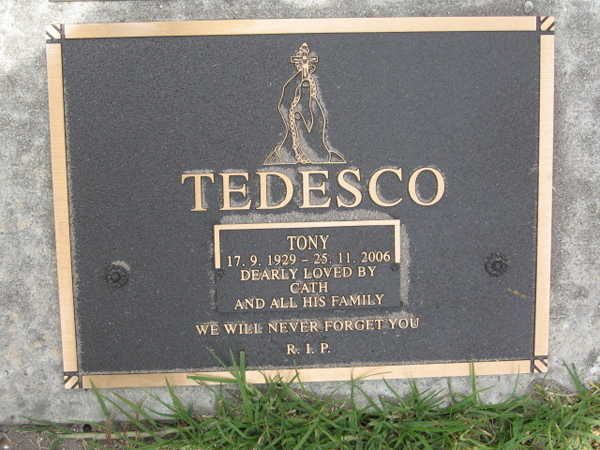 TEDESCO
TONY
17. 9. 1929 – 25. 11. 2006
DEARLY LOVED BY
CATH
AND ALL HIS FAMILY
WE WILL NEVER FORGET YOU
R. I. P.